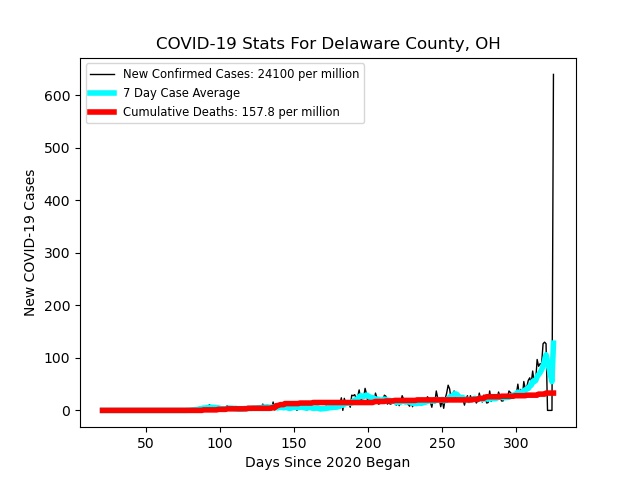 COVID-19 Stats For Delaware County, OH
New Confirmed Cases: 24100 per million
7 Day Case Average
Cumulative Deaths: 157.8 per million
New COVID-19 Cases
600
500
400
300
200
100
0
50 100 150 200 250 300
Days Since 2020 Began